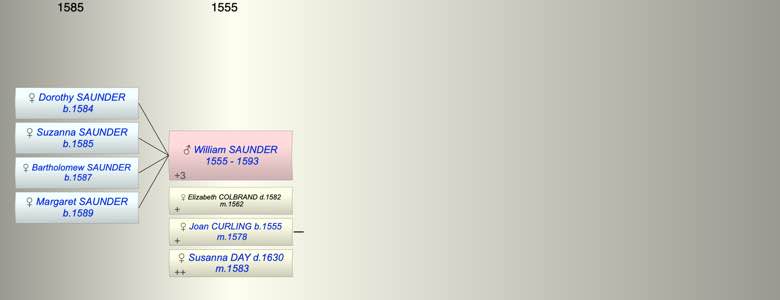 1585
1555
♀ Dorothy SAUNDER
b.1584
♀ Suzanna SAUNDER
b.1585
♀ Bartholomew SAUNDER
b.1587
♀ Margaret SAUNDER
b.1589
♂ William SAUNDER
1555 - 1593
+3
♀ Elizabeth COLBRAND d.1582
m.1562
+
♀ Joan CURLING b.1555
m.1578
+
♀ Susanna DAY d.1630
m.1583
++